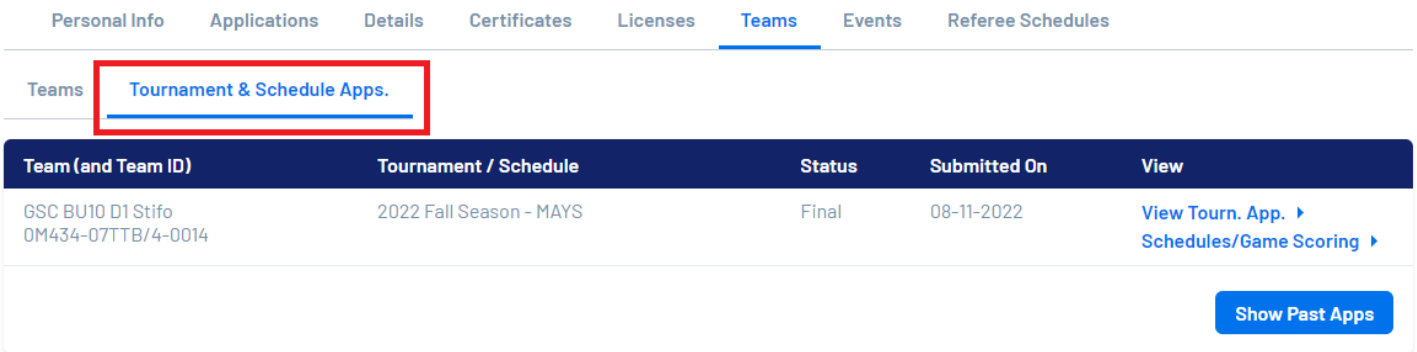 Personal Info Applications Details Certificates Licenses Teams Events Referee Schedules
Teams Tournament & Schedule Apps.
Team (and Team ID) Tournament / Schedule Status Submitted On View
GSC BU10 D1 Stifo 2022 Fall Season - MAYS Final 08-11-2022 View Tourn. App.
0M434-07TTB/4-0014 Schedules/Game Scoring
Show Past Apps